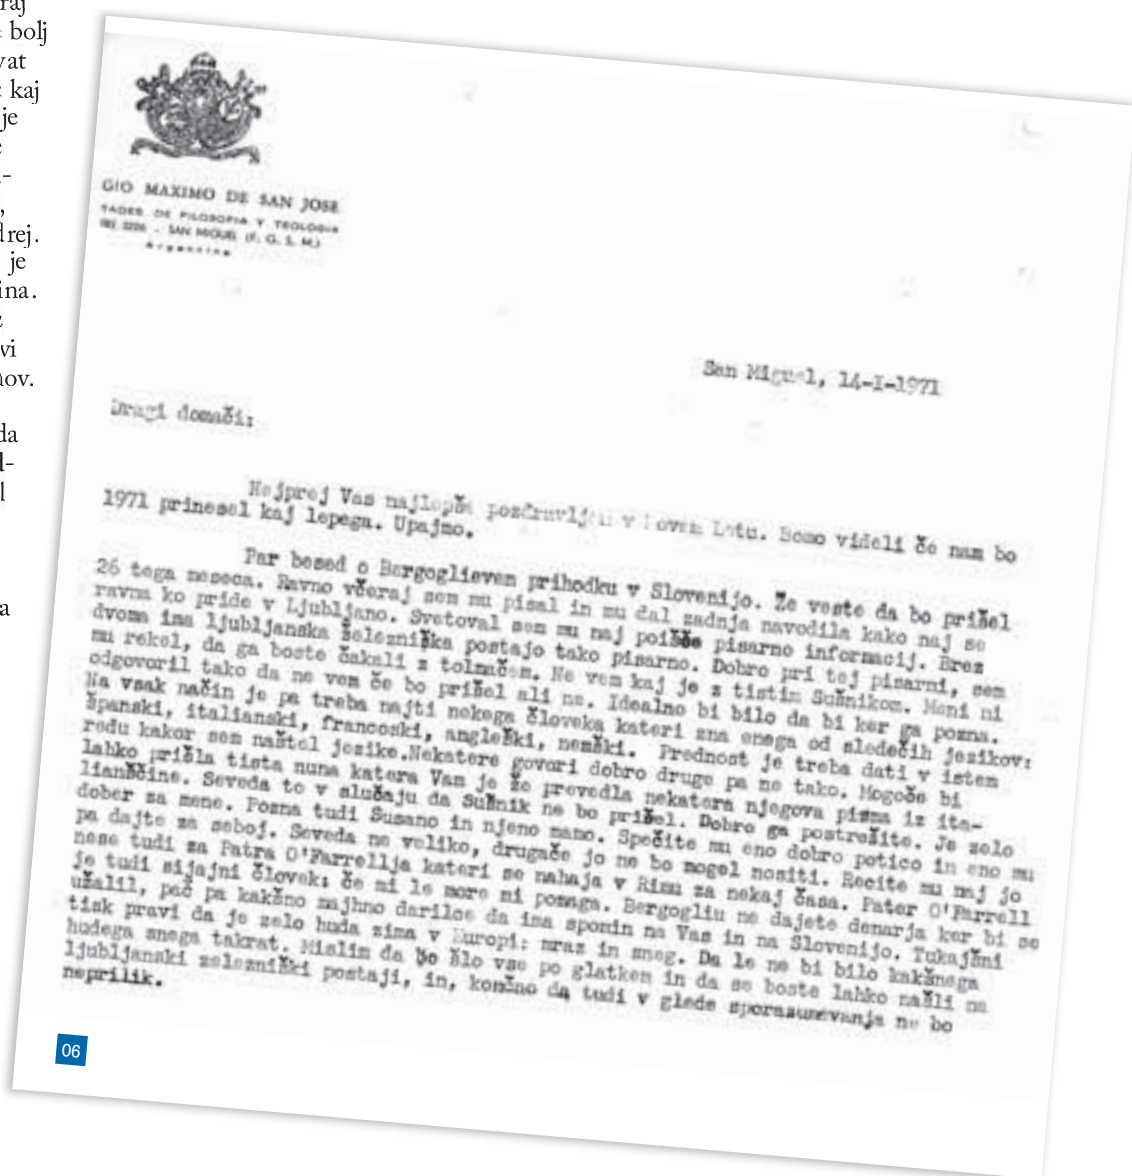 raj
bolj
vat
kaj
je
drej.
je
ina.
vi
nov.
da
d-
l
a
GIO MAXIMO DE SAN JOSE
TADES DE FILOSOFIA Y TEOLOGIA
3226 - SAN MIGUEL (F. G. S. M.)
Argentina
San Miguel, 14-I-1971
Dragi domači:
Najprej Vas najlepše pozdravljam v Novem Letu. Bomo videli če nam bo
1971 prinesel kaj lepega. Upajmo.
Par besed o Bergoglievem prihodku v Slovenijo. Že veste da bo prišel
26 tega meseca. Ravno včeraj sem mu pisal in mu dal zadnja navodila kako naj se
ravna ko pride v Ljubljano. Svetoval sem mu naj poišče pisarno informacij. Brez
dvoma ima ljubljanska železniška postajo tako pisarno. Dobro pri tej pisarni, sem
mu rekel, da ga boste čakali z tolmačem. Ne vem kaj je z tistim Sušnikom. Meni ni
odgovoril tako da ne vem če bo prišel ali ne. Idealno bi bilo da bi ker ga pozna.
Na vsak način je pa treba najti nekega človeka kateri zna enega od sledečih jezikov:
španski, italianski, francoski, angleški, nemški. Prednost je treba dati v istem
redu kakor sem naštel jezike.Nekatere govori dobro druge pa ne tako. Mogoče bi
lahko prišla tista nuna katera Vam je že prevedla nekatera njegova pisma iz ita-
lianščine. Seveda to v slučaju da Sušnik ne bo prišel. Dobro ga postrežite. Je zelo
dober za mene. Pozna tudi Susano in njeno mamo. Spečite mu eno dobro potico in eno mu
pa dajte za seboj. Seveda ne veliko, drugače jo ne bo mogel nositi. Recite mu naj jo
nese tudi za Patra O'Farrellja kateri se nahaja v Rimu za nekaj časa. Pater O'Farrell
je tudi sijajni človek: če mi le more mi pomaga. Bergogliu ne dajete denarja ker bi se
užalil, pač pa kakšno majhno darilce da ima spomin na Vas in na Slovenijo. Tukajšni
tisk pravi da je zelo huda zima v Europi: mraz in sneg. Da le ne bi bilo kakšnega
hudega snega takrat. Mislim da bo šlo vse po glatkem in da se boste lahko našli na
ljubljanski zelezniški postaji, in, končno da tudi v glede sporasumevanja ne bo
neprilik.
06